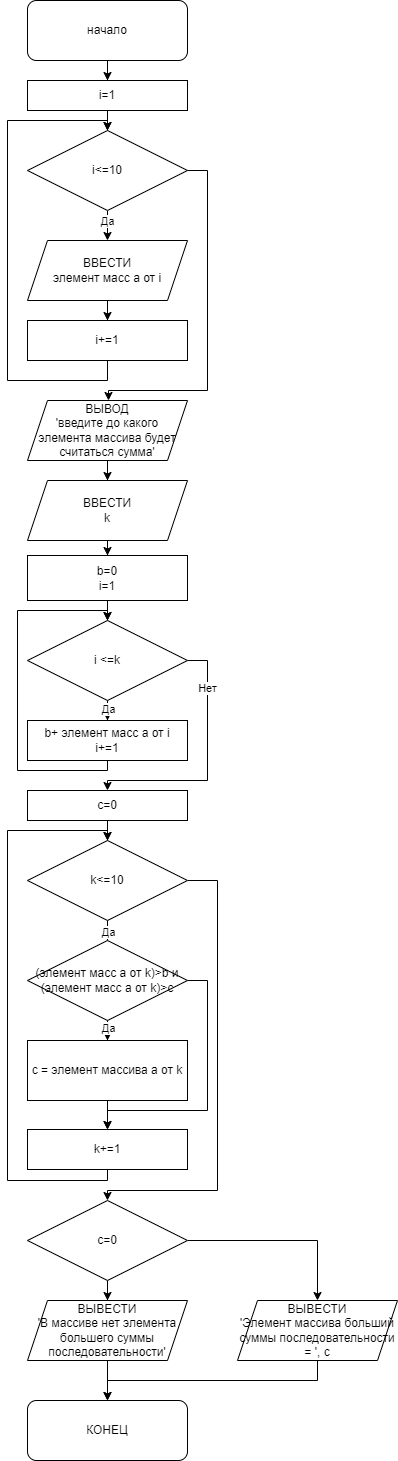 начало
i=1
i<=10
Да
ВВЕСТИ
элемент масс а от i
i+=1
ВЫВОД
'введите до какого
элемента массива будет
считаться сумма'
ВВЕСТИ
k
b=0
i=1
i <=k
Нет
Да
b+ элемент масс а от i
i+=1
c=0
k<=10
Да
(элемент масс а от k)>b и
(элемент масс а от k)>c
Да
c = элемент массива а от k
k+=1
c=0
ВЫВЕСТИ
'В массиве нет элемента
большего суммы
последовательности'
ВЫВЕСТИ
'Элемент массива больший
суммы последовательности
= ', c
КОНЕЦ